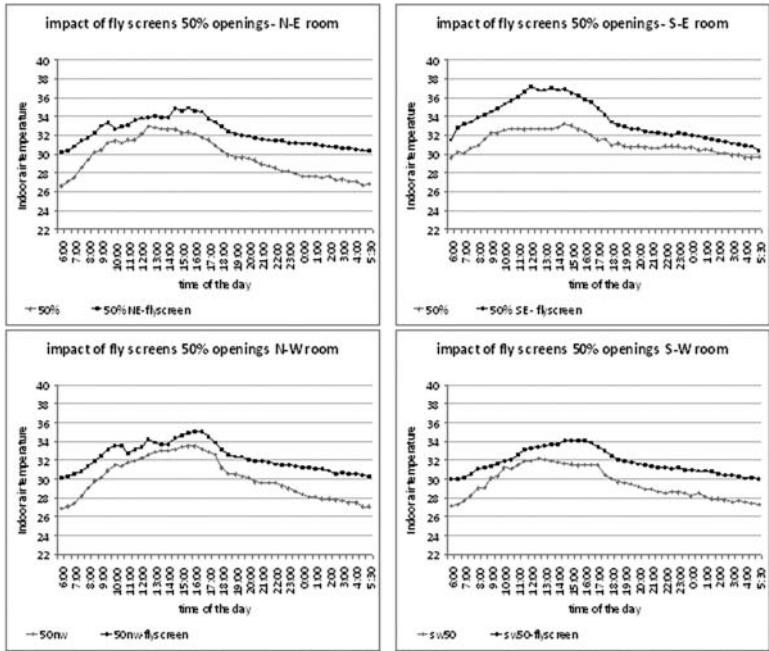 impact of fly screens 50% openings- N-E room
40
38
36
34
32
30
28
26
24
22
Indoor air temperature
6:00 7:00 8:00 9:00 10:00 11:00 12:00 13:00 14:00 15:00 16:00 17:00 18:00 19:00 20:00 21:00 22:00 23:00 0:00 1:00 2:00 3:00 4:00 5:30
time of the day
50% 50% NE-flyscreen
impact of fly screens 50% openings- S-E room
40
38
36
34
32
30
28
26
24
22
Indoor air temperature
6:00 7:00 8:00 9:00 10:00 11:00 12:00 13:00 14:00 15:00 16:00 17:00 18:00 19:00 20:00 21:00 22:00 23:00 0:00 1:00 2:00 3:00 4:00 5:30
time of the day
50% 50% SE- flyscreen
impact of fly screens 50% openings N-W room
40
38
36
34
32
30
28
26
24
22
Indoor air temperature
6:00 7:00 8:00 9:00 10:00 11:00 12:00 13:00 14:00 15:00 16:00 17:00 18:00 19:00 20:00 21:00 22:00 23:00 0:00 1:00 2:00 3:00 4:00 5:30
time of the day
50nw 50nw-flyscreen
impact of fly screens 50% openings S-W room
40
38
36
34
32
30
28
26
24
22
Indoor air temperature
6:00 7:00 8:00 9:00 10:00 11:00 12:00 13:00 14:00 15:00 16:00 17:00 18:00 19:00 20:00 21:00 22:00 23:00 0:00 1:00 2:00 3:00 4:00 5:30
time of the day
sw50 sw50-flyscreen